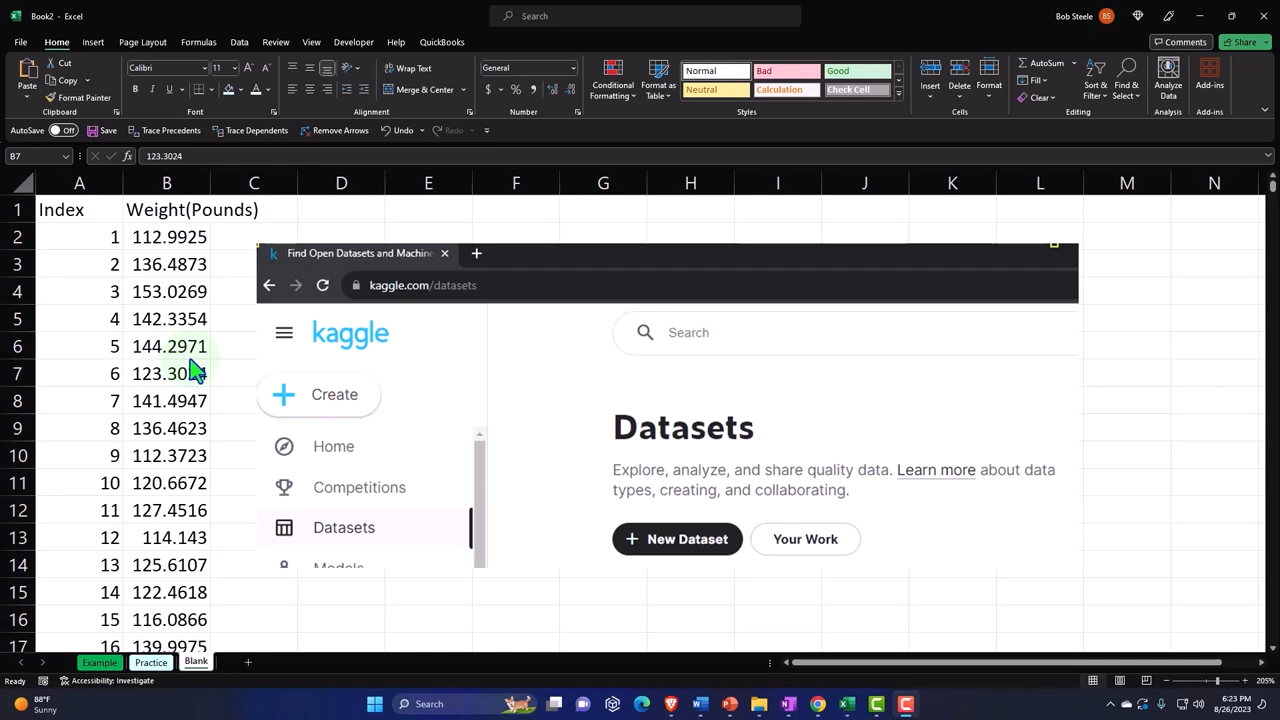 Book2 - Excel
Search
Bob Steele BS
File Home Insert Page Layout Formulas Data Review View Developer Help QuickBooks
Comments Share
Paste
Cut
Copy
Format Painter
Clipboard
Calibri 11
Font
Wrap Text
Merge & Center
Alignment
General
Number
Conditional Formatting
Format as Table
Normal Bad Good
Neutral Calculation Check Cell
Styles
Insert Delete Format
Cells
AutoSum
Fill
Clear
Sort & Filter
Find & Select
Editing
Analyze Data
Analysis
Add-ins
Add-ins
AutoSave Off Save Trace Precedents Trace Dependents Remove Arrows Undo Redo
B7 fx 123.3024
A B C D E F G H I J K L M N
1 Index Weight(Pounds)
2 1 112.9925
3 2 136.4873
4 3 153.0269
5 4 142.3354
6 5 144.2971
7 6 123.3024
8 7 141.4947
9 8 136.4623
10 9 112.3723
11 10 120.6672
12 11 127.4516
13 12 114.143
14 13 125.6107
15 14 122.4618
16 15 116.0866
17 16 139.9975
Find Open Datasets and Machine
kaggle.com/datasets
kaggle
Search
Create
Home
Competitions
Datasets
Models
Datasets
Explore, analyze, and share quality data. Learn more about data
types, creating, and collaborating.
New Dataset Your Work
Example Practice Blank
Ready Accessibility: Investigate 205%
88°F
Sunny
Search
6:23 PM
8/26/2023